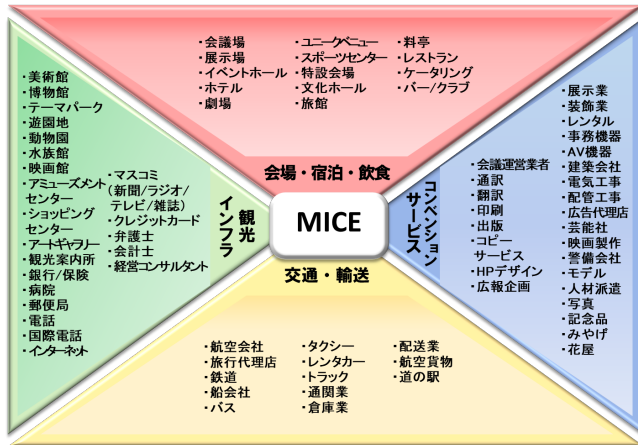 ・会議場
・展示場
・イベントホール
・ホテル
・劇場
・ユニークベニュー
・スポーツセンター
・特設会場
・文化ホール
・旅館
・料亭
・レストラン
・ケータリング
・バー/クラブ
会場・宿泊・飲食
・美術館
・博物館
・テーマパーク
・遊園地
・動物園
・水族館
・映画館
・アミューズメント
センター
・ショッピング
センター
・アートギャラリー
・観光案内所
・銀行/保険
・病院
・郵便局
・電話
・国際電話
・インターネット
・マスコミ
(新聞/ラジオ/
テレビ/雑誌)
・クレジットカード
・弁護士
・会計士
・経営コンサルタント
観光
インフラ
MICE
コンベンション
サービス
・会議運営業者
・通訳
・翻訳
・印刷
・出版
・コピー
サービス
・HPデザイン
・広報企画
・展示業
・装飾業
・レンタル
・事務機器
・AV機器
・建築会社
・電気工事
・配管工事
・広告代理店
・芸能社
・映画製作
・警備会社
・モデル
・人材派遣
・写真
・記念品
・みやげ
・花屋
交通・輸送
・航空会社
・旅行代理店
・鉄道
・船会社
・バス
・タクシー
・レンタカー
・トラック
・通関業
・倉庫業
・配送業
・航空貨物
・道の駅